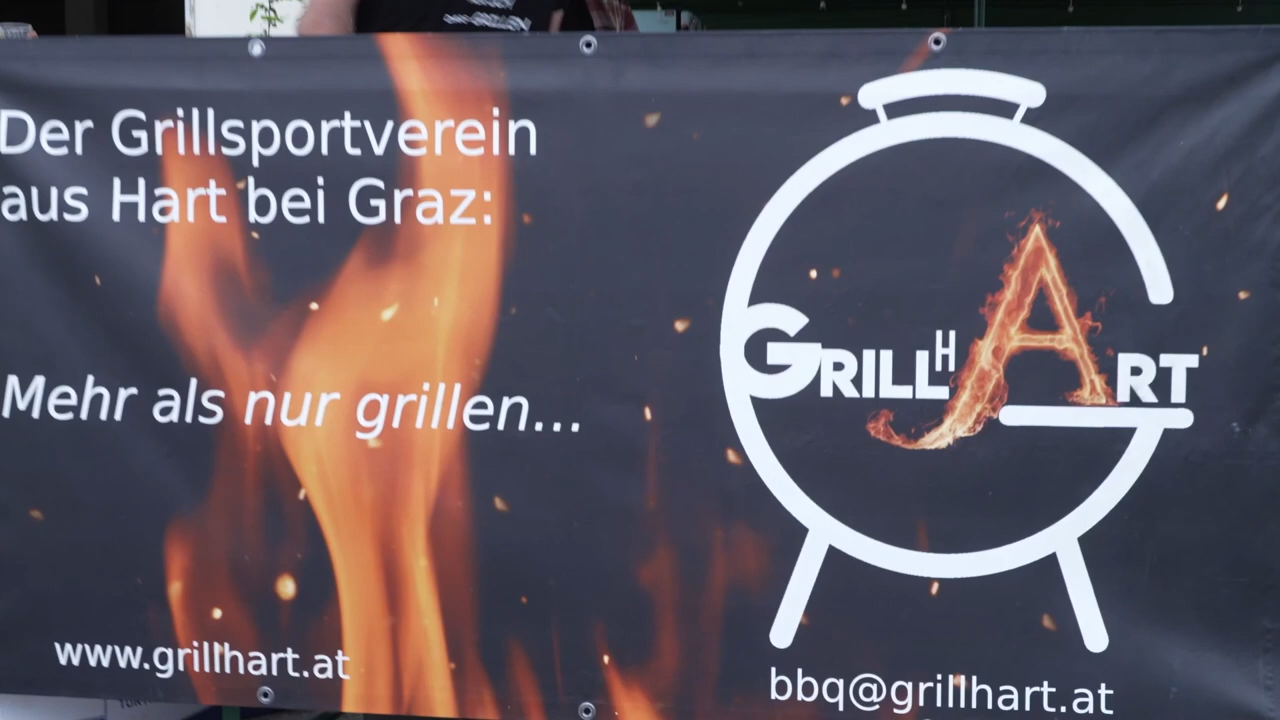 Der Grillsportverein
aus Hart bei Graz:
Mehr als nur grillen...
www.grillhart.at
GRILLHART
bbq@grillhart.at